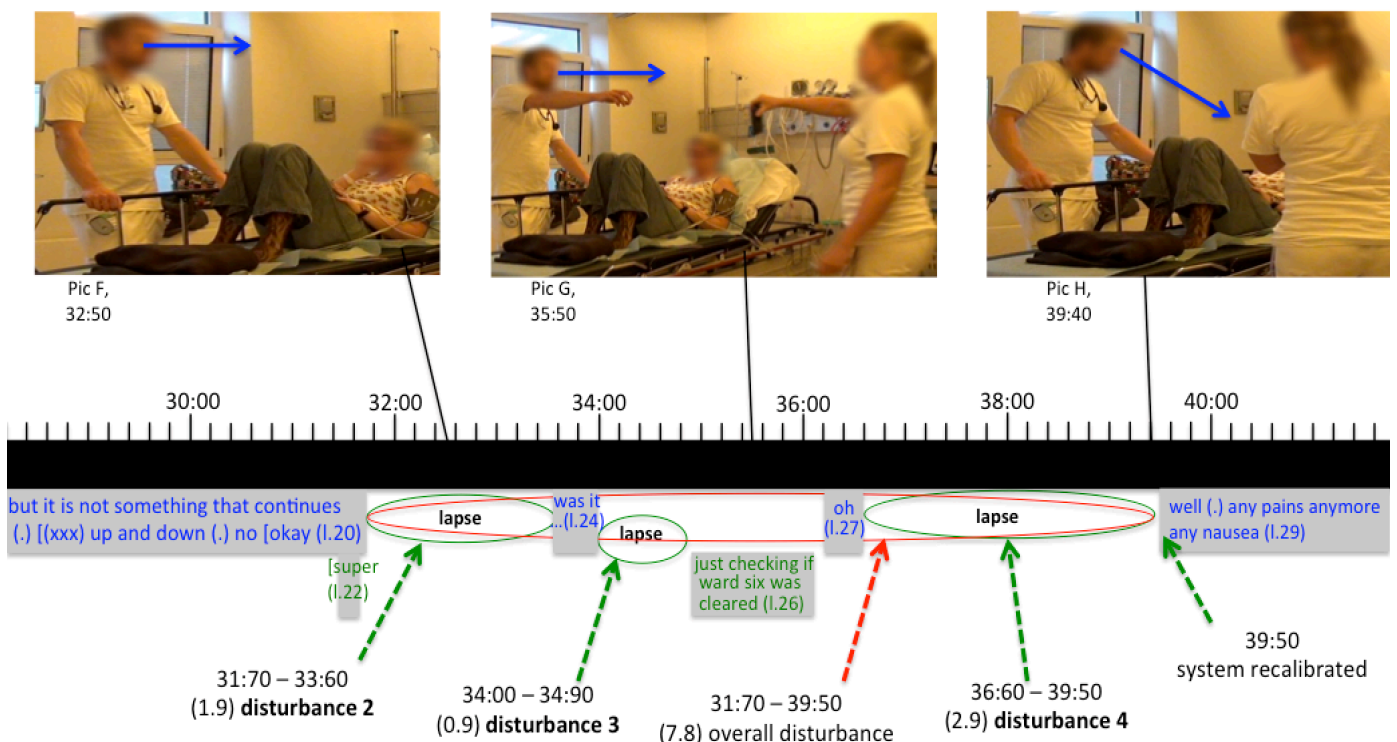 Pic F,
32:50
Pic G,
35:50
Pic H,
39:40
30:00
32:00
34:00
36:00
38:00
40:00
but it is not something that continues
(.) [(xxx) up and down (.) no [okay (l.20)
[super
(l.22)
lapse
was it
...(l.24)
lapse
just checking if
ward six was
cleared (l.26)
oh
(l.27)
lapse
well (.) any pains anymore
any nausea (l.29)
31:70 – 33:60
(1.9) disturbance 2
34:00 – 34:90
(0.9) disturbance 3
31:70 – 39:50
(7.8) overall disturbance
36:60 – 39:50
(2.9) disturbance 4
39:50
system recalibrated